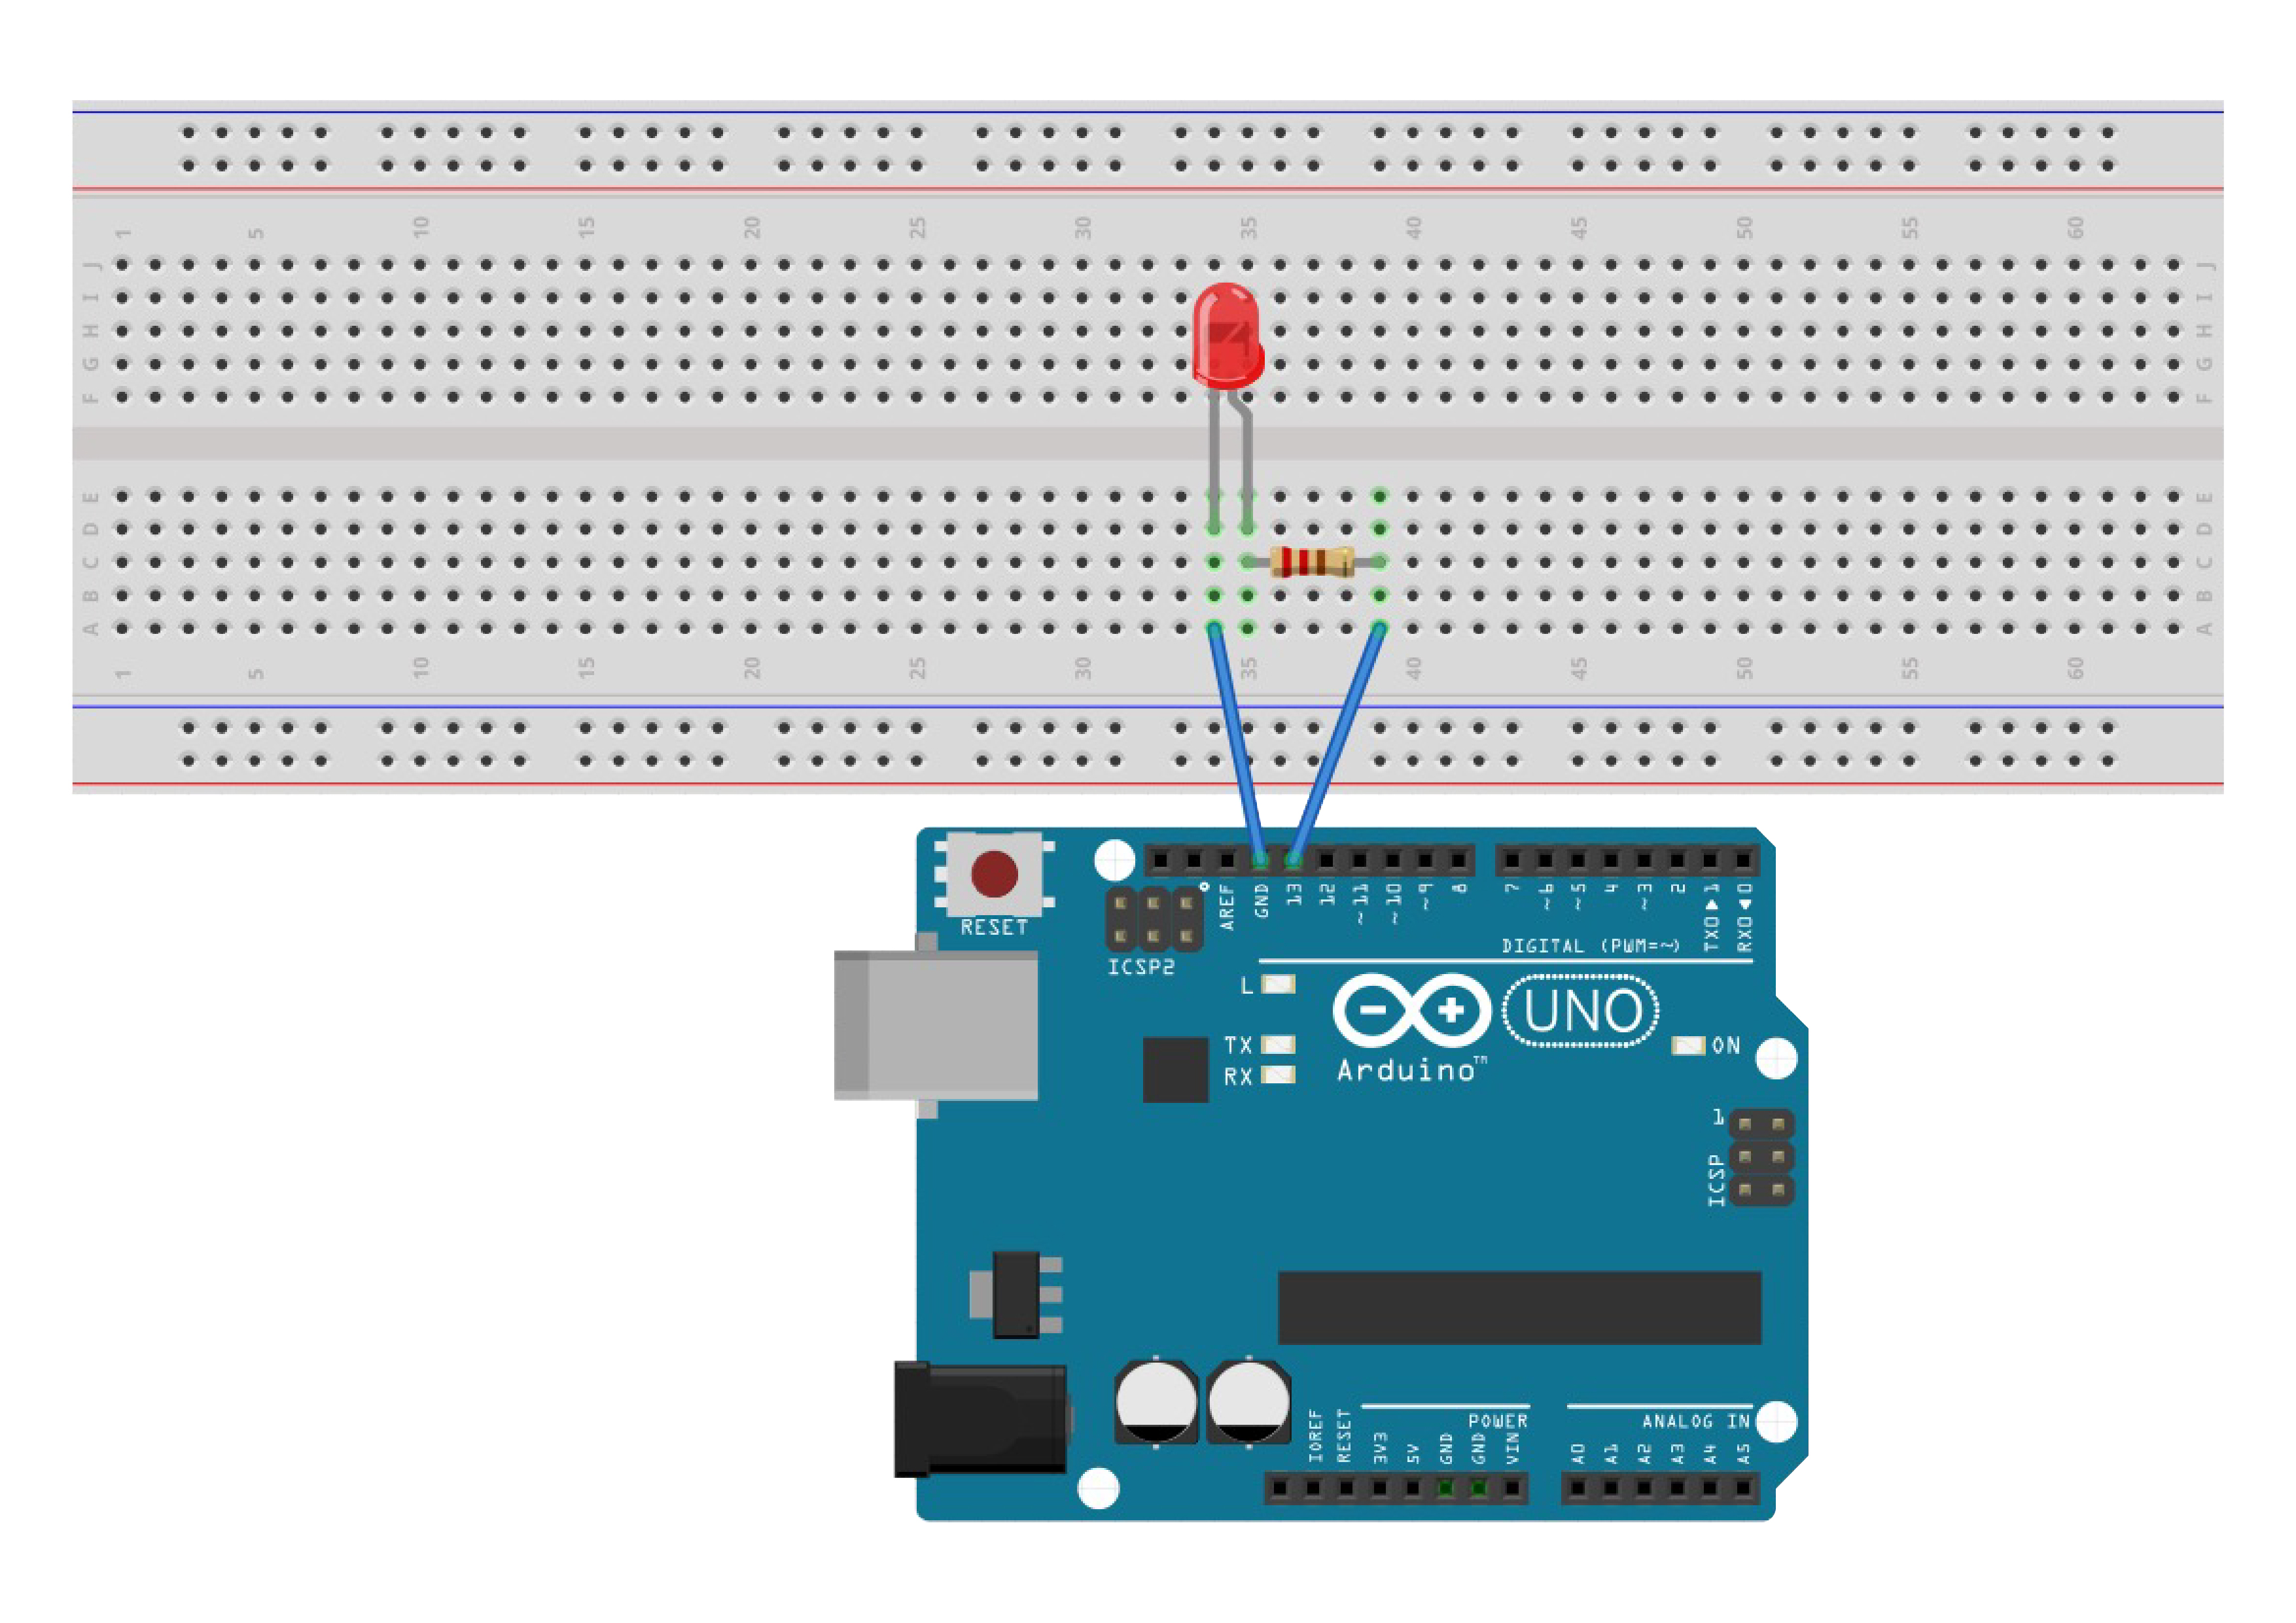 1 5 10 15 20 25 30 35 40 45 50 55 60
J J
I I
H H
G G
F F
E E
D D
C C
B B
A A
1 5 10 15 20 25 30 35 40 45 50 55 60
RESET
ICSP2
AREF GND 13 12 ~11 ~10 ~9 8 7 ~6 ~5 4 ~3 2 TX0▶1 RX0◀0
DIGITAL (PWM=~)
L
TX
RX
UNO
Arduino™
ON
1
ICSP
POWER
ANALOG IN
IOREF RESET 3V3 5V GND GND VIN A0 A1 A2 A3 A4 A5